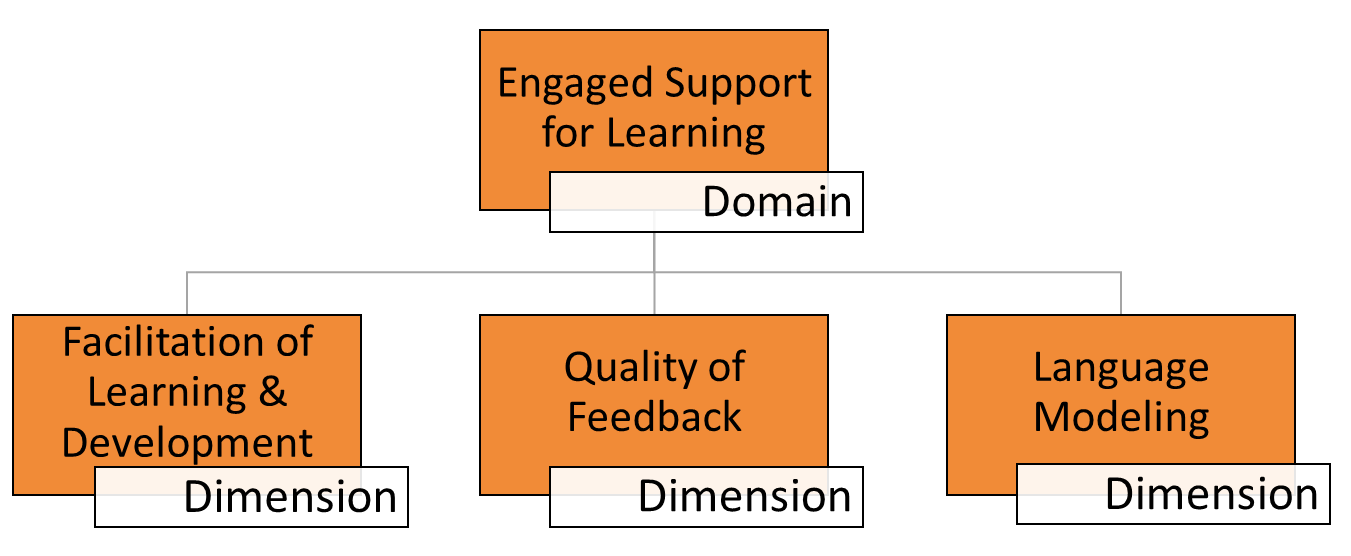 Engaged Support
for Learning
Domain
Facilitation of
Learning &
Development
Dimension
Quality of
Feedback
Dimension
Language
Modeling
Dimension